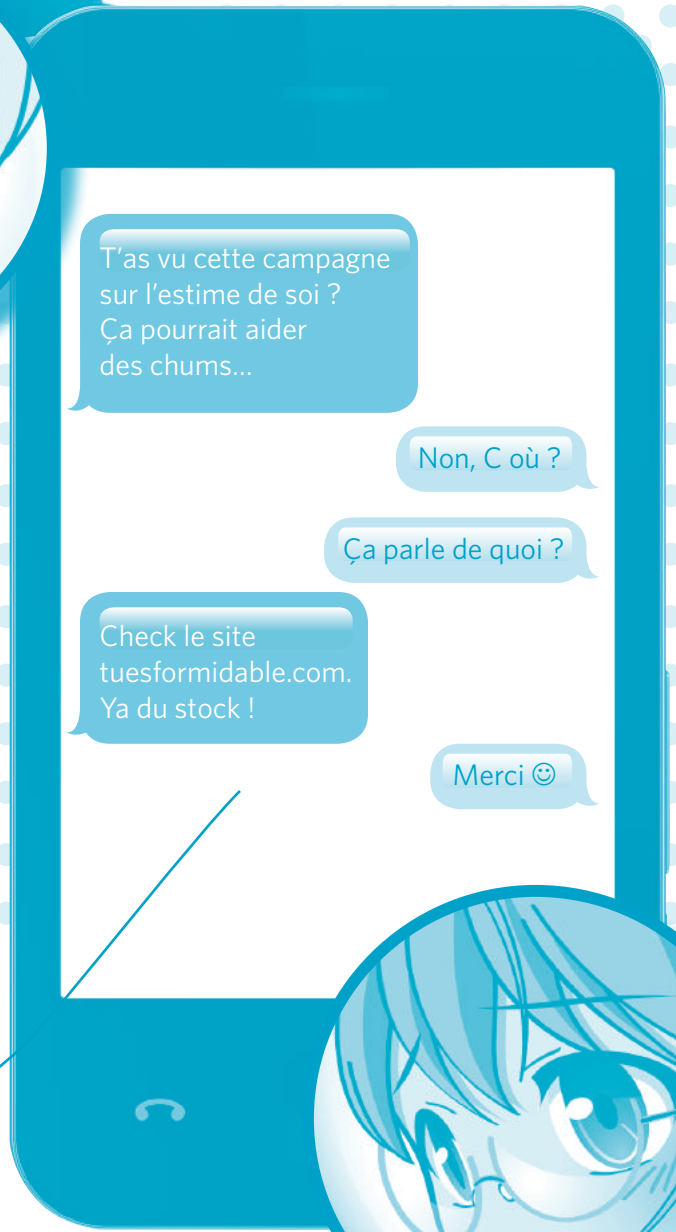 T'as vu cette campagne
sur l'estime de soi ?
Ça pourrait aider
des chums...
Non, C où ?
Ça parle de quoi ?
Check le site
tuesformidable.com.
Ya du stock !
Merci ☺